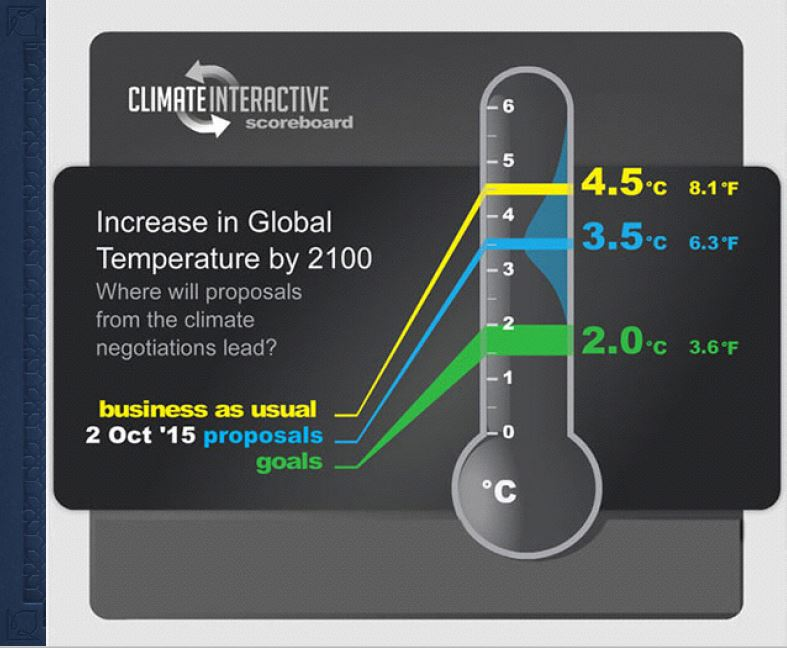 CLIMATE INTERACTIVE
scoreboard
Increase in Global
Temperature by 2100
Where will proposals
from the climate
negotiations lead?
business as usual
2 Oct '15 proposals
goals
6
5
4
3
2
1
0
°C
4.5°C 8.1°F
3.5°C 6.3°F
2.0°C 3.6°F